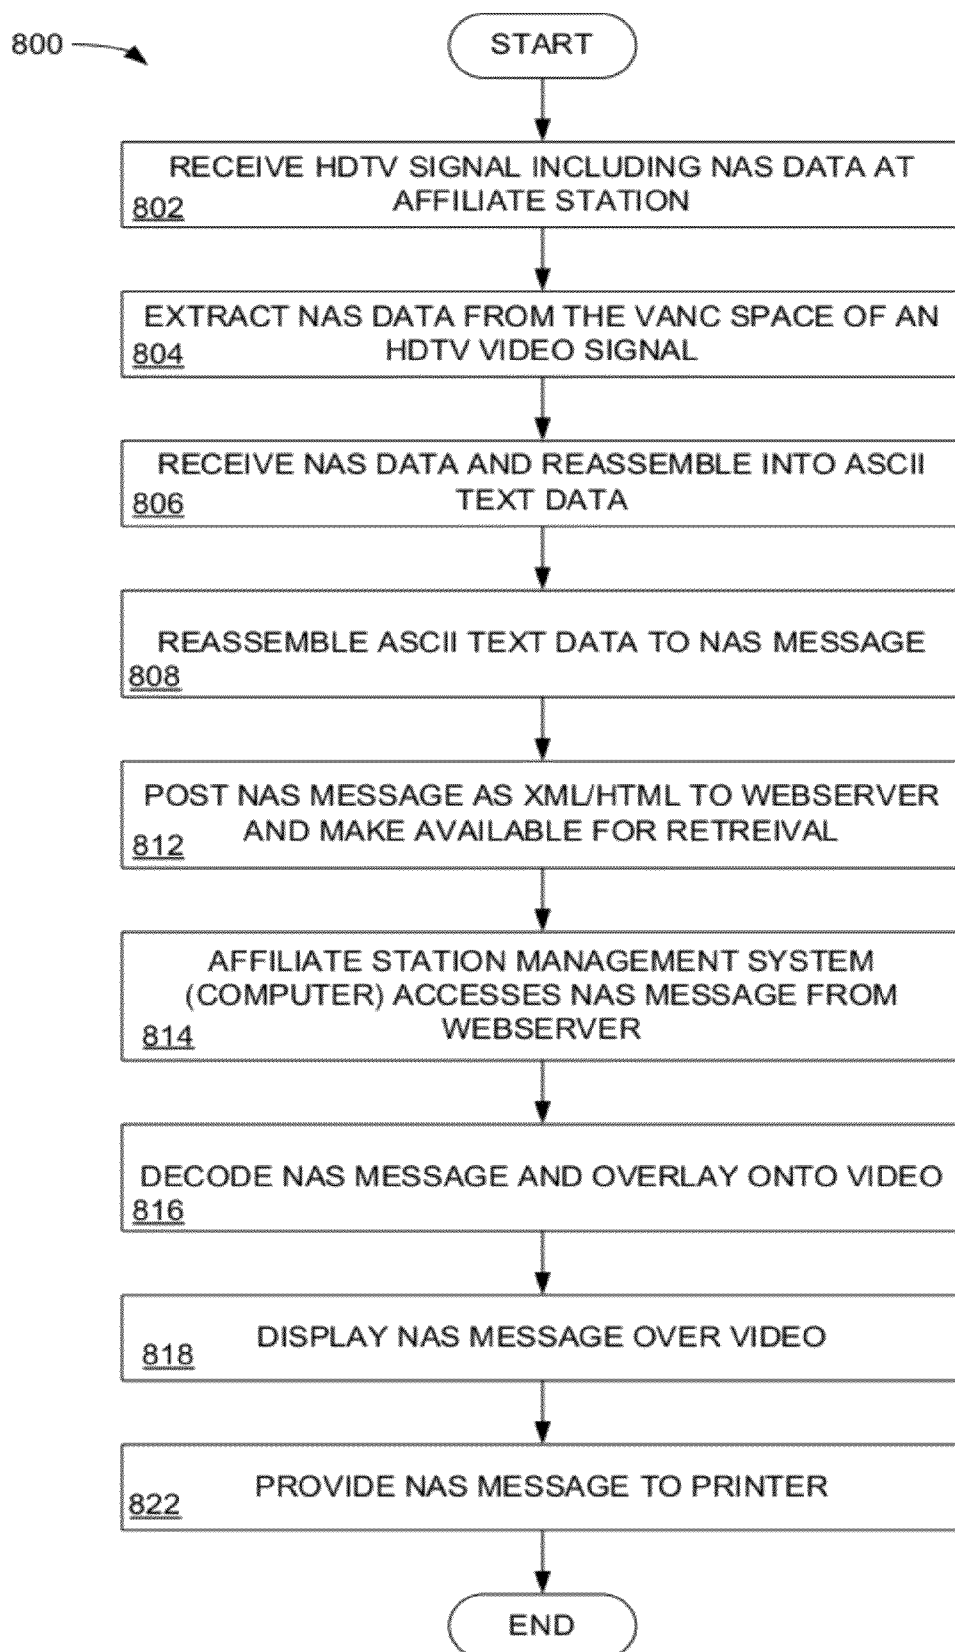 800
START
RECEIVE HDTV SIGNAL INCLUDING NAS DATA AT
AFFILIATE STATION
802
EXTRACT NAS DATA FROM THE VANC SPACE OF AN
HDTV VIDEO SIGNAL
804
RECEIVE NAS DATA AND REASSEMBLE INTO ASCII
TEXT DATA
806
REASSEMBLE ASCII TEXT DATA TO NAS MESSAGE
808
POST NAS MESSAGE AS XML/HTML TO WEBSERVER
AND MAKE AVAILABLE FOR RETREIVAL
812
AFFILIATE STATION MANAGEMENT SYSTEM
(COMPUTER) ACCESSES NAS MESSAGE FROM
WEBSERVER
814
DECODE NAS MESSAGE AND OVERLAY ONTO VIDEO
816
DISPLAY NAS MESSAGE OVER VIDEO
818
PROVIDE NAS MESSAGE TO PRINTER
822
END